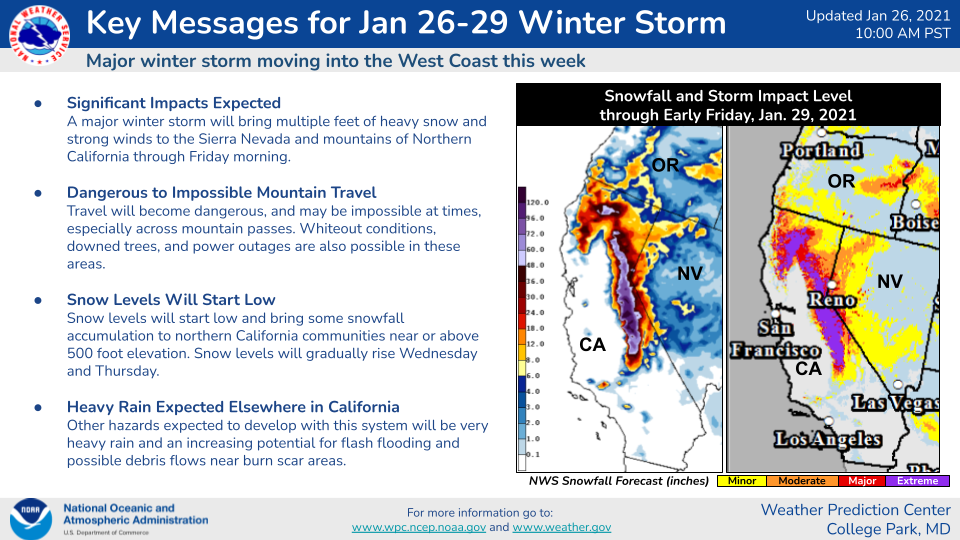 NATIONAL WEATHER SERVICE
Key Messages for Jan 26-29 Winter Storm
Updated Jan 26, 2021
10:00 AM PST
Major winter storm moving into the West Coast this week
● Significant Impacts Expected
A major winter storm will bring multiple feet of heavy snow and
strong winds to the Sierra Nevada and mountains of Northern
California through Friday morning.
● Dangerous to Impossible Mountain Travel
Travel will become dangerous, and may be impossible at times,
especially across mountain passes. Whiteout conditions,
downed trees, and power outages are also possible in these
areas.
● Snow Levels Will Start Low
Snow levels will start low and bring some snowfall
accumulation to northern California communities near or above
500 foot elevation. Snow levels will gradually rise Wednesday
and Thursday.
● Heavy Rain Expected Elsewhere in California
Other hazards expected to develop with this system will be very
heavy rain and an increasing potential for flash flooding and
possible debris flows near burn scar areas.
Snowfall and Storm Impact Level
through Early Friday, Jan. 29, 2021
OR
NV
CA
120.0
96.0
72.0
60.0
48.0
36.0
30.0
24.0
18.0
12.0
8.0
6.0
4.0
3.0
2.0
1.0
0.1
Portland
OR
Boise
NV
Reno
San
Francisco
CA
Las Vegas
Los Angeles
NWS Snowfall Forecast (inches)
Minor Moderate Major Extreme
NOAA
National Oceanic and
Atmospheric Administration
U.S. Department of Commerce
For more information go to:
www.wpc.ncep.noaa.gov and www.weather.gov
Weather Prediction Center
College Park, MD